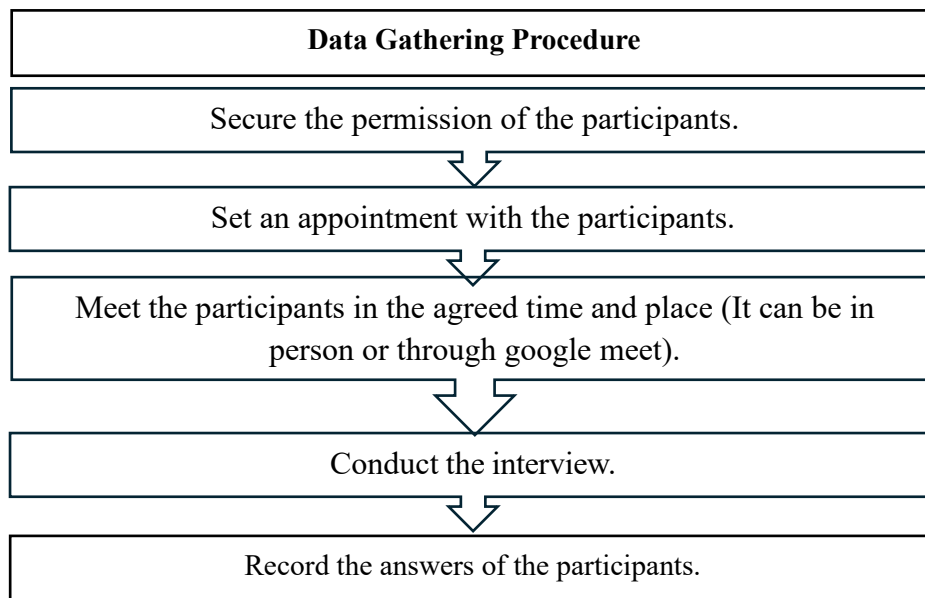 Data Gathering Procedure
Secure the permission of the participants.
Set an appointment with the participants.
Meet the participants in the agreed time and place (It can be in
person or through google meet).
Conduct the interview.
Record the answers of the participants.